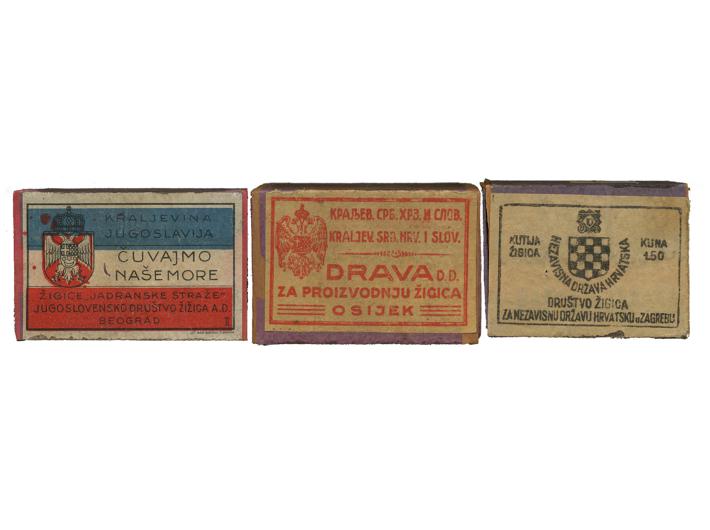 KRALJEVINA
JUGOSLAVIJA
ČUVAJMO
NAŠE MORE
ŽIGICE „JADRANSKE STRAŽE"
JUGOSLOVENSKO DRUŠTVO ŽIŽICA A.D.
BEOGRAD
КРАЉЕВ. СРБ. ХРВ. И СЛОВ.
KRALJEV. SRB. HRV. I SLOV.
DRAVA D.D.
ZA PROIZVODNJU ŽIGICA
OSIJEK
KUTIJA
ŽIGICA
NEZAVISNA DRŽAVA HRVATSKA
KUNA
1.50
DRUŠTVO ŽIGICA
ZA NEZAVISNU DRŽAVU HRVATSKU u ZAGREBU